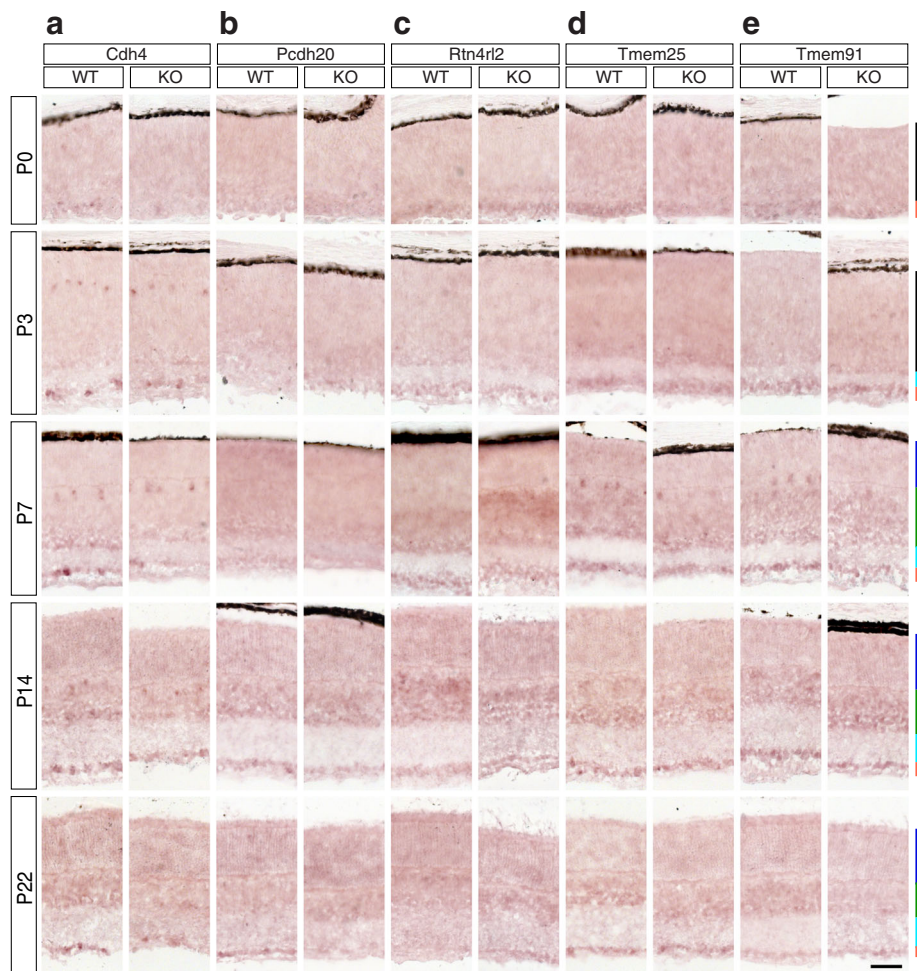 a b c d e
Cdh4 Pcdh20 Rtn4rl2 Tmem25 Tmem91
WT KO WT KO WT KO WT KO WT KO
P0
P3
P7
P14
P22